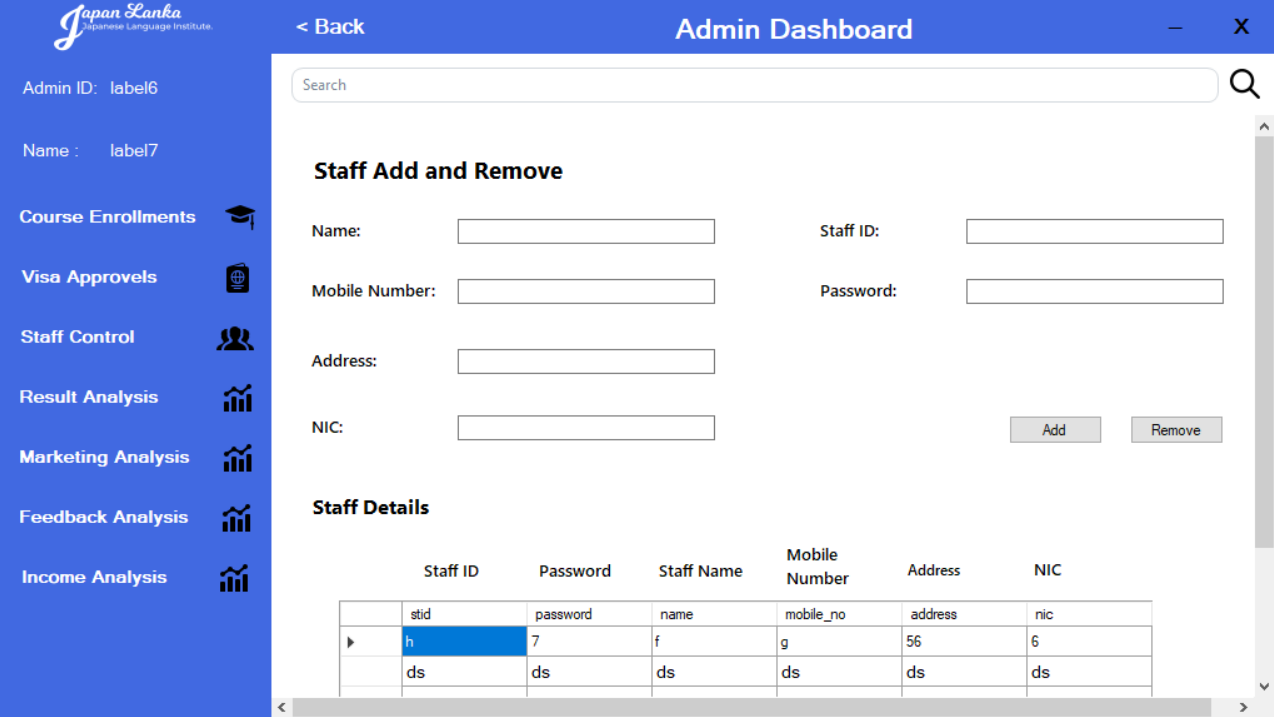 Japan Lanka
Japanese Language Institute.
< Back
Admin Dashboard
– X
Admin ID: label6
Name : label7
Course Enrollments
Visa Approvels
Staff Control
Result Analysis
Marketing Analysis
Feedback Analysis
Income Analysis
Search
Staff Add and Remove
Name: Staff ID:
Mobile Number: Password:
Address:
NIC:
Add Remove
Staff Details
Staff ID Password Staff Name Mobile Number Address NIC
stid password name mobile_no address nic
h 7 f g 56 6
ds ds ds ds ds ds